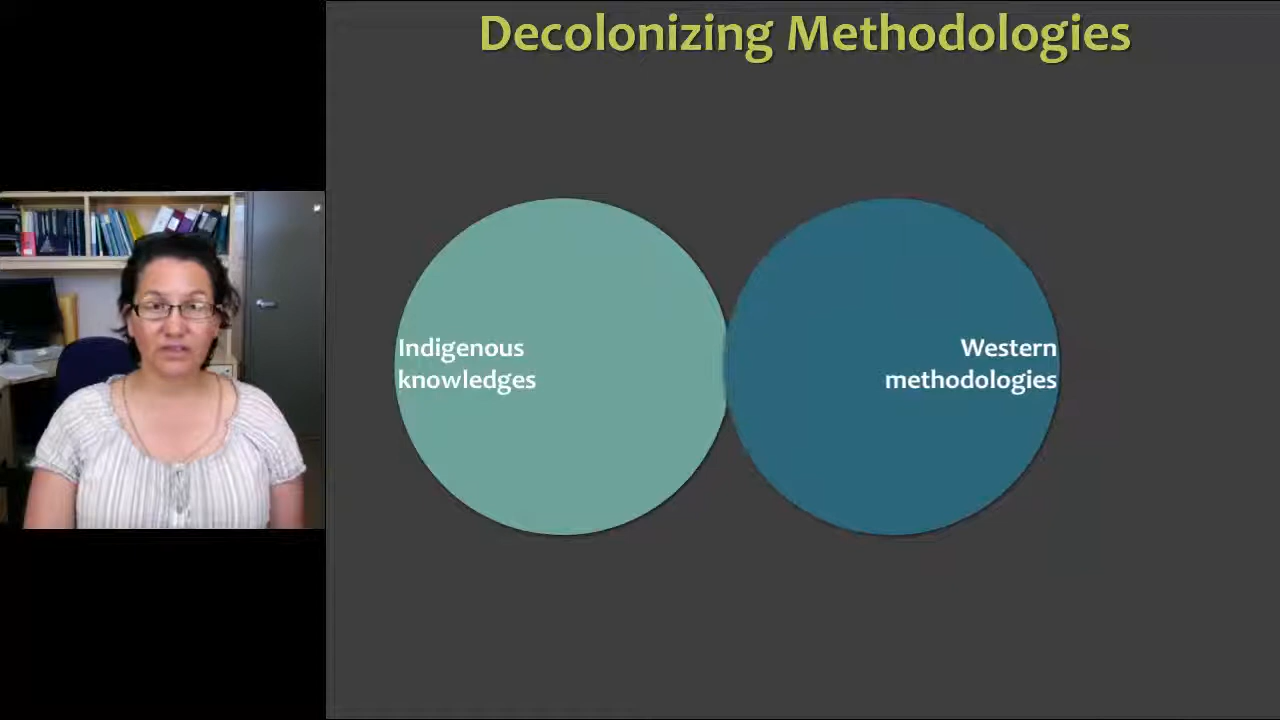 Decolonizing Methodologies
Indigenous
knowledges
Western
methodologies